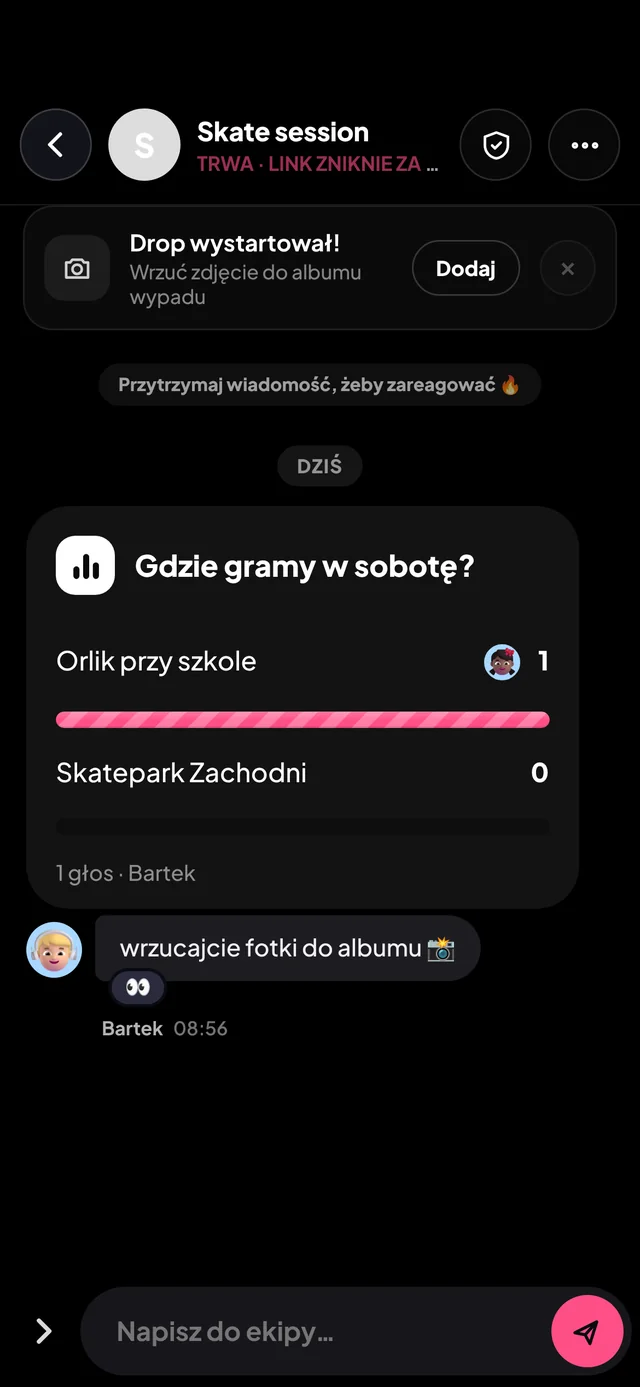 S
Skate session
TRWA · LINK ZNIKNIE ZA ...
Drop wystartował!
Wrzuć zdjęcie do albumu
wypadu
Dodaj
Przytrzymaj wiadomość, żeby zareagować 🔥
DZIŚ
Gdzie gramy w sobotę?
Orlik przy szkole
1
Skatepark Zachodni
0
1 głos · Bartek
wrzucajcie fotki do albumu 📸
👀
Bartek 08:56
Napisz do ekipy...